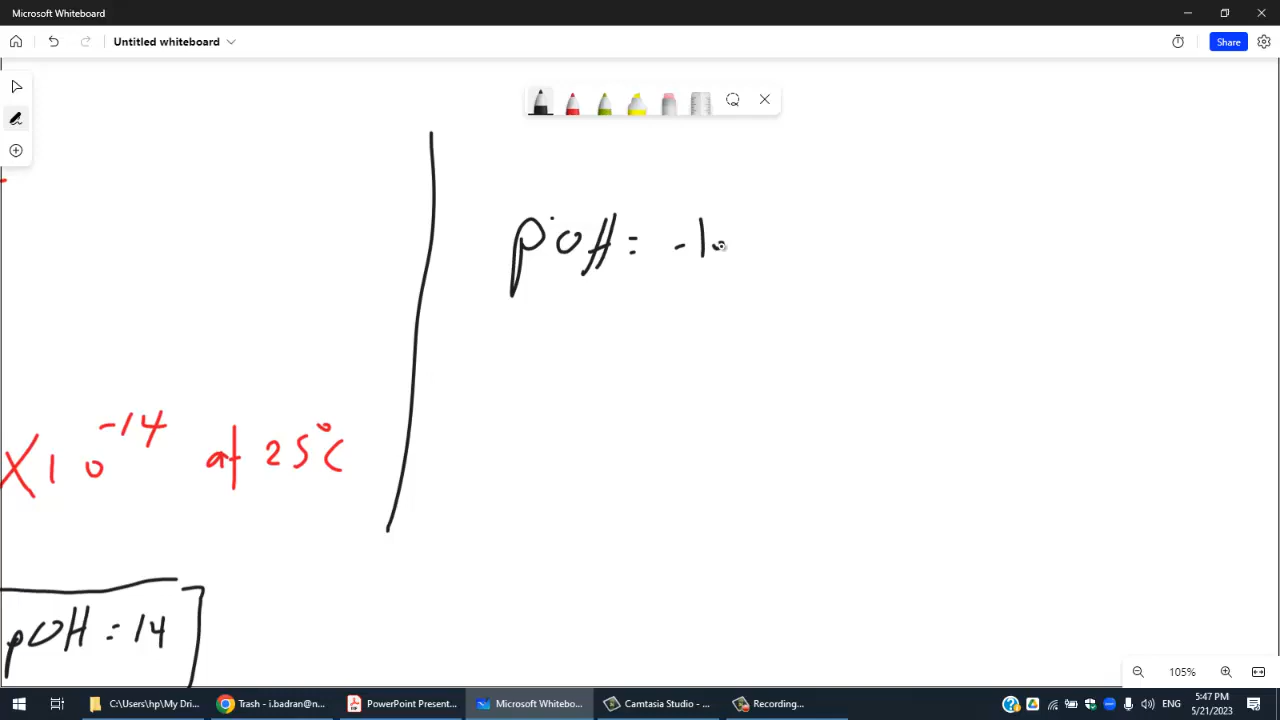 Microsoft Whiteboard
Untitled whiteboard
Share
pOH = -lo
X10⁻¹⁴ at 25°C
pOH = 14
105%
C:\Users\hp\My Dri...
Trash - i.badran@n...
PowerPoint Present...
Microsoft Whiteboa...
Camtasia Studio - ...
Recording...
ENG
5:47 PM
5/21/2023